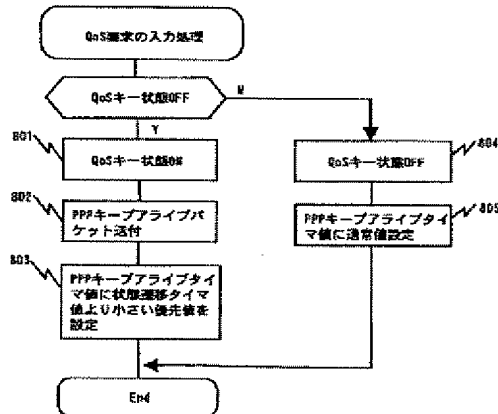 QoS要求の入力処理
QoSキー状態OFF
N
Y
801
QoSキー状態ON
802
PPPキープアライブパ
ケット送付
803
PPPキープアライブタイ
マ値に状態遷移タイマ
値より小さい優先値を
設定
804
QoSキー状態OFF
805
PPPキープアライブタイ
マ値に通常値設定
End